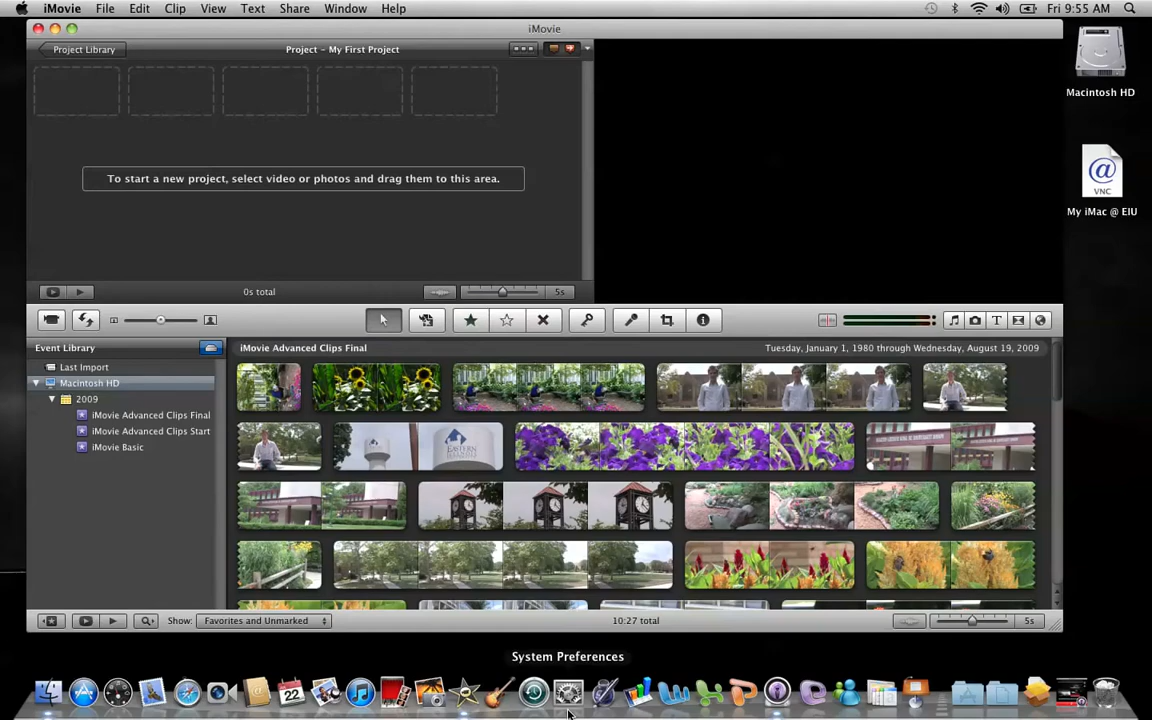 iMovie File Edit Clip View Text Share Window Help Fri 9:55 AM
iMovie
Project Library
Project – My First Project
Macintosh HD
To start a new project, select video or photos and drag them to this area.
VNC
My iMac @ EIU
0s total
5s
Event Library
iMovie Advanced Clips Final
Tuesday, January 1, 1980 through Wednesday, August 19, 2009
Last Import
Macintosh HD
2009
iMovie Advanced Clips Final
iMovie Advanced Clips Start
iMovie Basic
EASTERN
Show: Favorites and Unmarked
10:27 total
5s
System Preferences
22